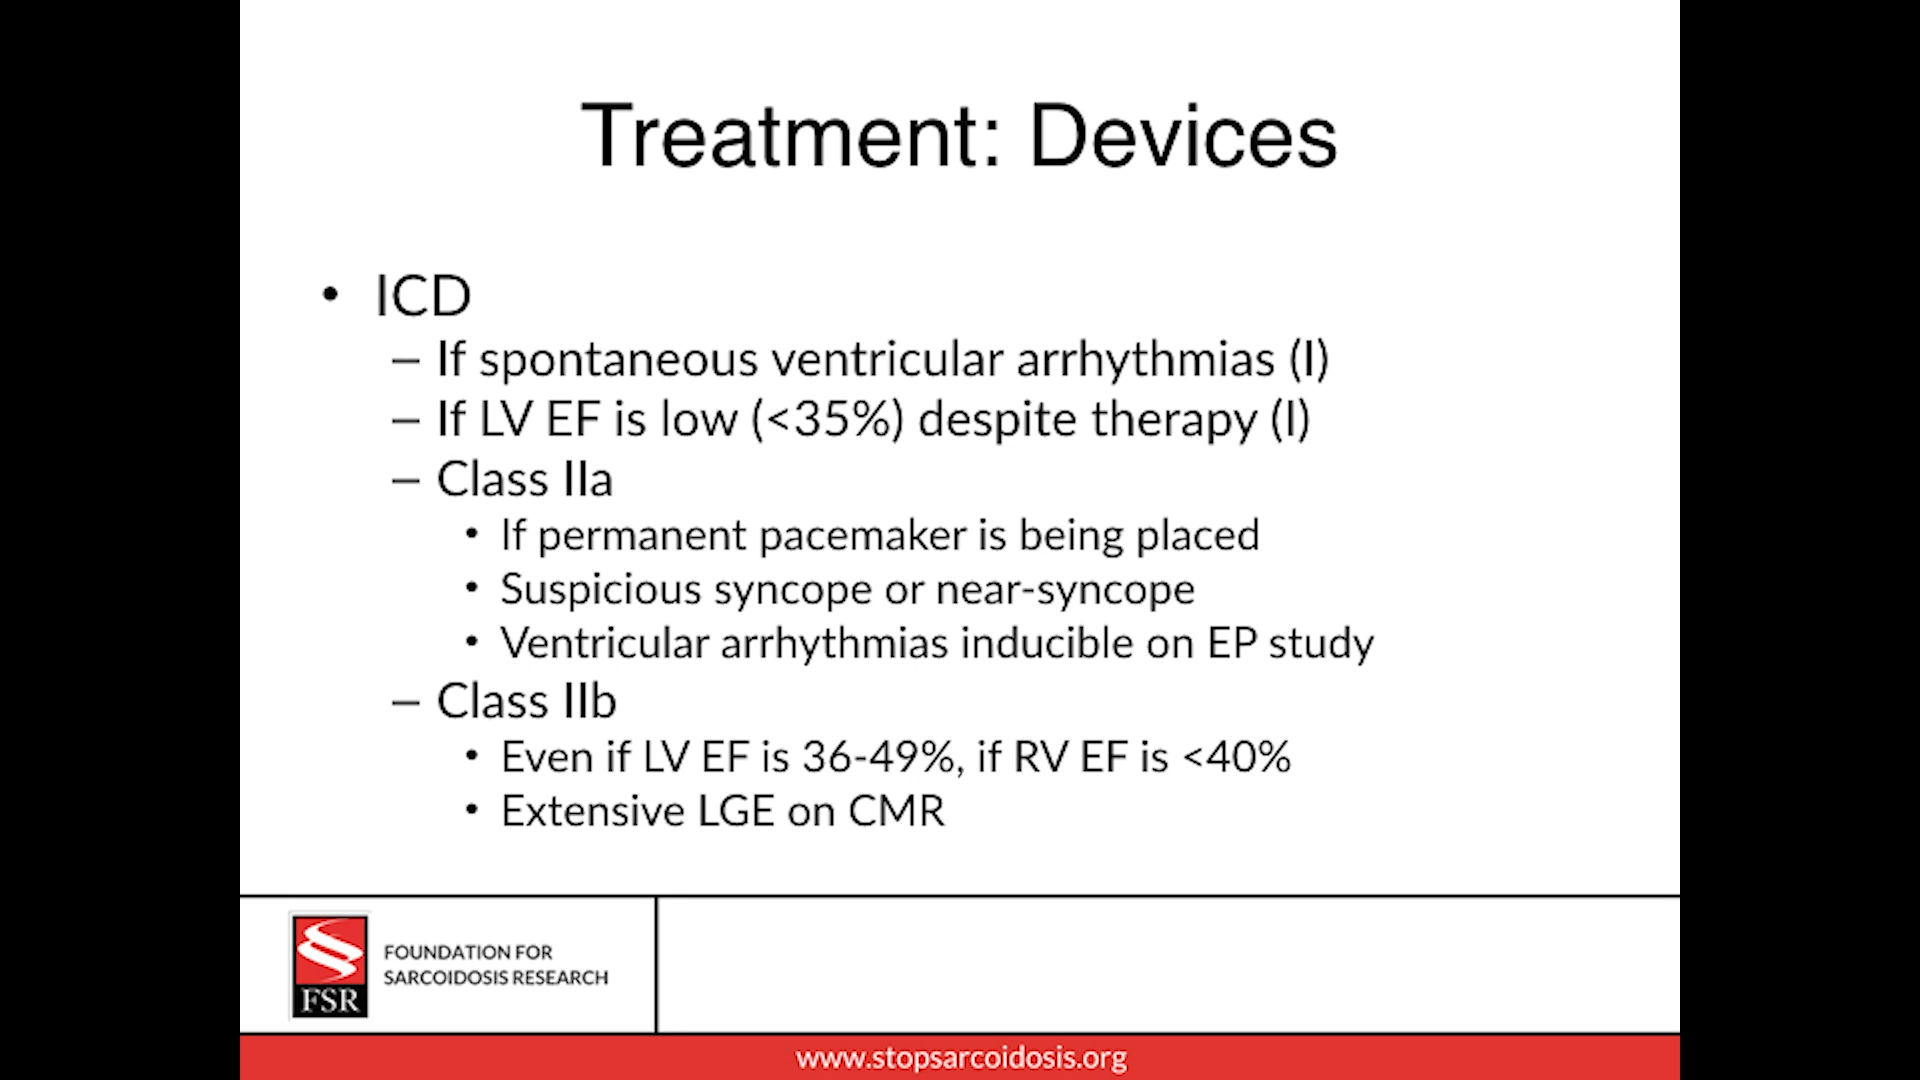 Treatment: Devices
• ICD
– If spontaneous ventricular arrhythmias (I)
– If LV EF is low (<35%) despite therapy (I)
– Class IIa
• If permanent pacemaker is being placed
• Suspicious syncope or near-syncope
• Ventricular arrhythmias inducible on EP study
– Class IIb
• Even if LV EF is 36-49%, if RV EF is <40%
• Extensive LGE on CMR
FSR
FOUNDATION FOR
SARCOIDOSIS RESEARCH
www.stopsarcoidosis.org